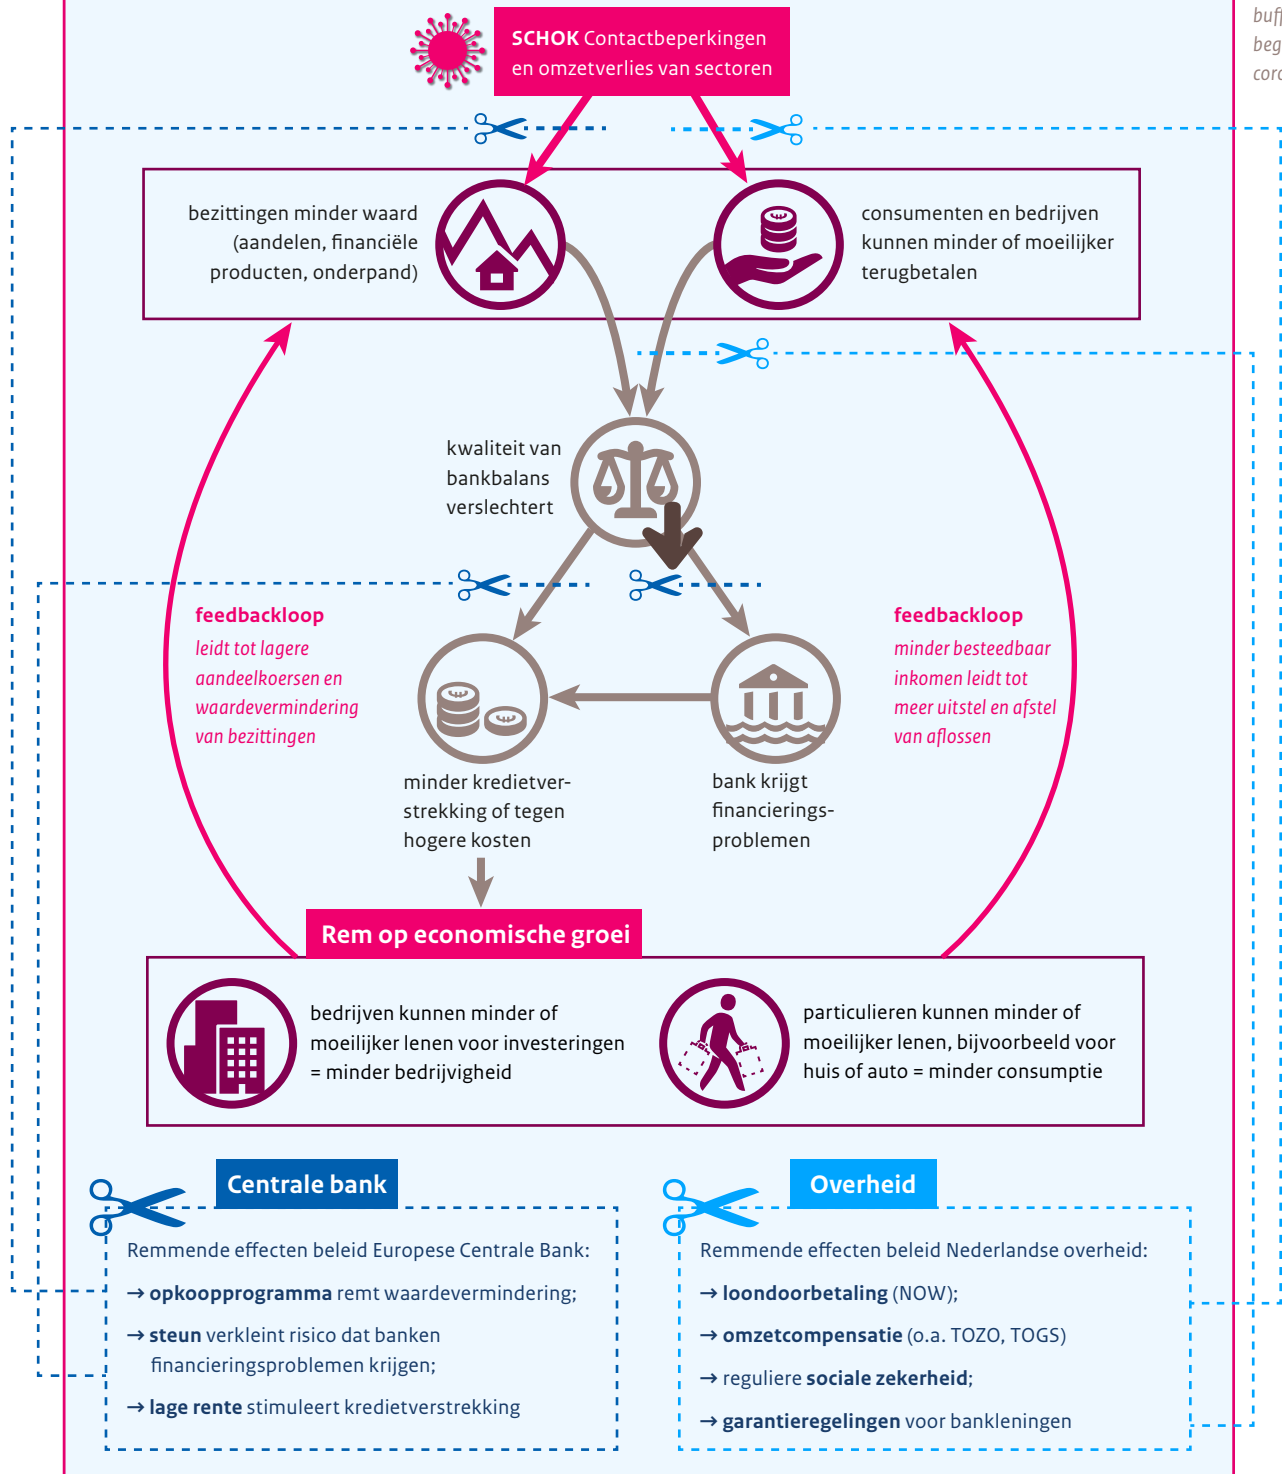 buff
beg
coro
SCHOK Contactbeperkingen
en omzetverlies van sectoren
bezittingen minder waard
(aandelen, financiële
producten, onderpand)
consumenten en bedrijven
kunnen minder of moeilijker
terugbetalen
kwaliteit van
bankbalans
verslechtert
feedbackloop
leidt tot lagere
aandeelkoersen en
waardevermindering
van bezittingen
feedbackloop
minder besteedbaar
inkomen leidt tot
meer uitstel en afstel
van aflossen
minder kredietver-
strekking of tegen
hogere kosten
bank krijgt
financierings-
problemen
Rem op economische groei
bedrijven kunnen minder of
moeilijker lenen voor investeringen
= minder bedrijvigheid
particulieren kunnen minder of
moeilijker lenen, bijvoorbeeld voor
huis of auto = minder consumptie
Centrale bank
Remmende effecten beleid Europese Centrale Bank:
→ opkoopprogramma remt waardevermindering;
→ steun verkleint risico dat banken
financieringsproblemen krijgen;
→ lage rente stimuleert kredietverstrekking
Overheid
Remmende effecten beleid Nederlandse overheid:
→ loondoorbetaling (NOW);
→ omzetcompensatie (o.a. TOZO, TOGS)
→ reguliere sociale zekerheid;
→ garantieregelingen voor bankleningen